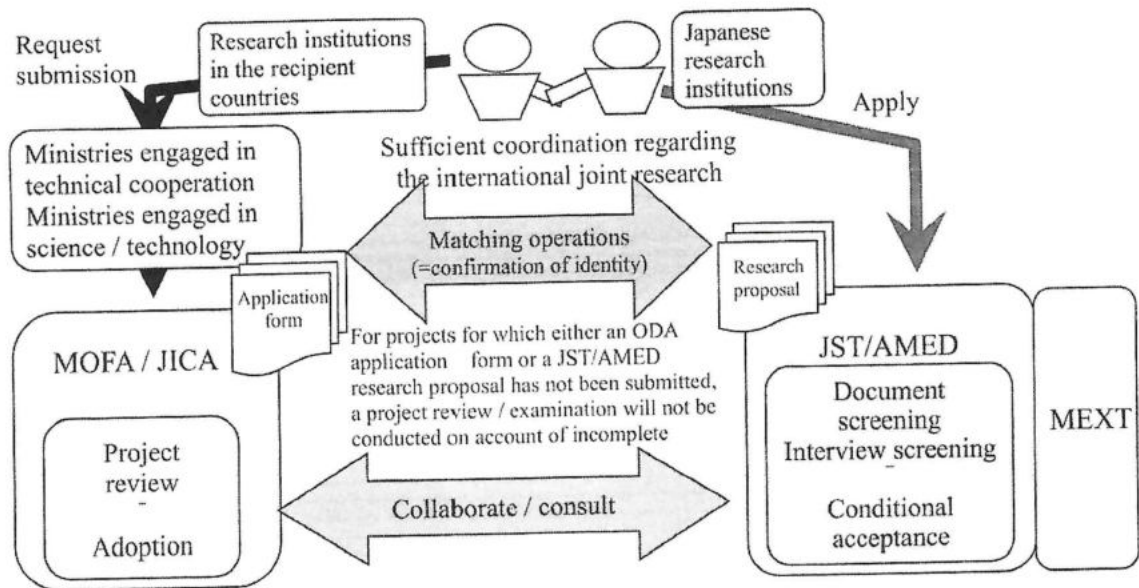 Request
submission
Research institutions
in the recipient
countries
Japanese
research
institutions
Apply
Ministries engaged in
technical cooperation
Ministries engaged in
science / technology
Sufficient coordination regarding
the international joint research
Matching operations
(=confirmation of identity)
Application
form
Research
proposal
For projects for which either an ODA
application form or a JST/AMED
research proposal has not been submitted,
a project review / examination will not be
conducted on account of incomplete
MOFA / JICA
Project
review
-
Adoption
JST/AMED
Document
screening
Interview screening
-
Conditional
acceptance
MEXT
Collaborate / consult